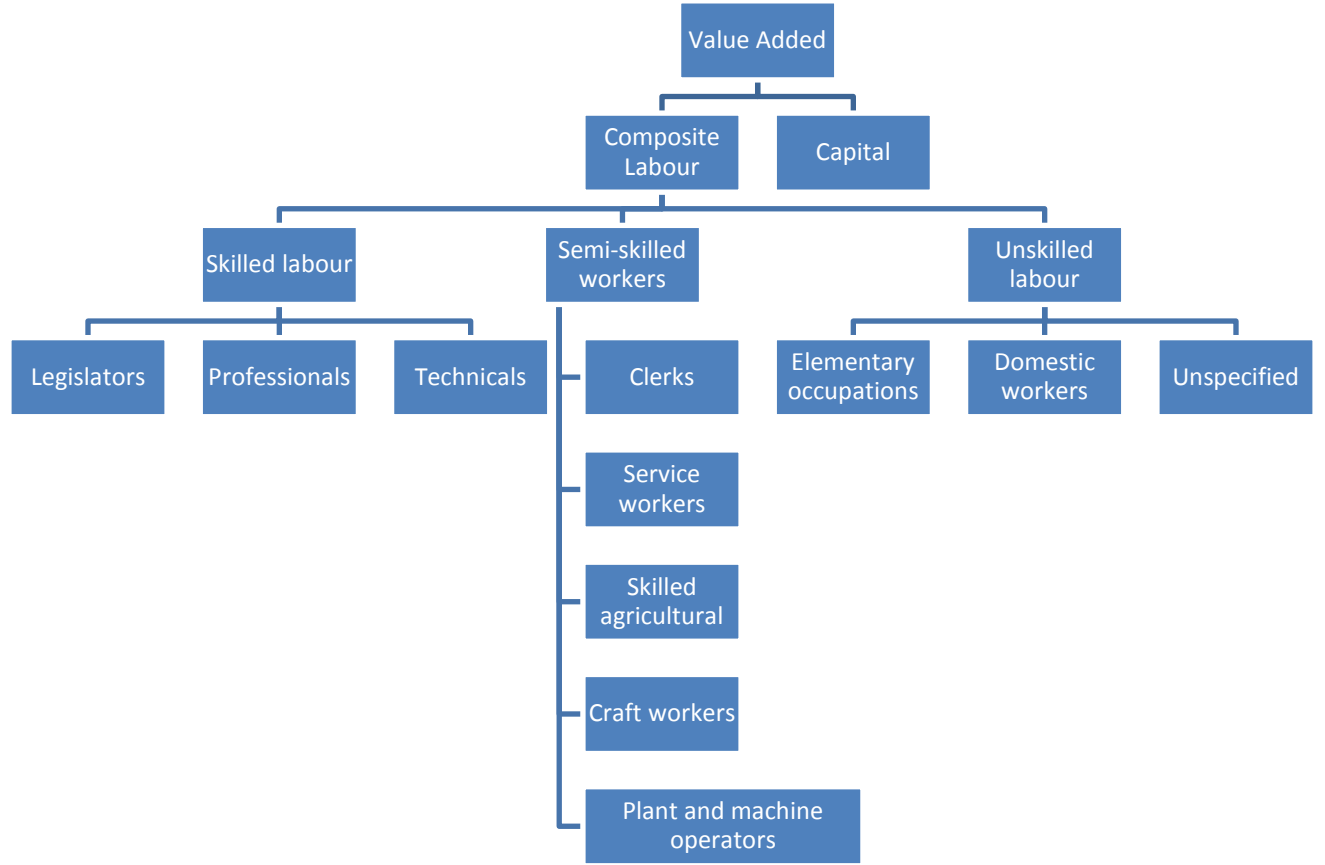 Value Added
Composite
Labour
Capital
Skilled labour
Semi-skilled
workers
Unskilled
labour
Legislators
Professionals
Technicals
Clerks
Elementary
occupations
Domestic
workers
Unspecified
Service
workers
Skilled
agricultural
Craft workers
Plant and machine
operators